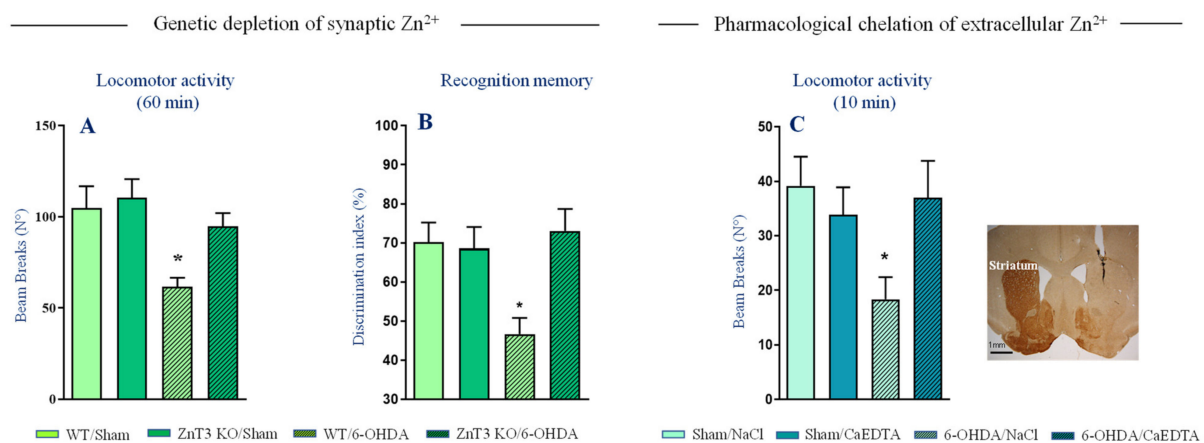 Genetic depletion of synaptic Zn²⁺
Pharmacological chelation of extracellular Zn²⁺
Locomotor activity
(60 min)
A
Beam Breaks (N°)
150
100
50
0
*
Recognition memory
B
Discrimination index (%)
100
90
80
70
60
50
40
30
*
Locomotor activity
(10 min)
C
Beam Breaks (N°)
50
40
30
20
10
0
*
Striatum
1mm
WT/Sham
ZnT3 KO/Sham
WT/6-OHDA
ZnT3 KO/6-OHDA
Sham/NaCl
Sham/CaEDTA
6-OHDA/NaCl
6-OHDA/CaEDTA